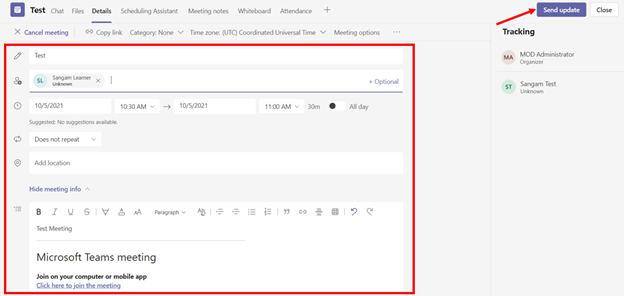 Test Chat Files Details Scheduling Assistant Meeting notes Whiteboard Attendance +
Send update Close
Cancel meeting Copy link Category: None Time zone: (UTC) Coordinated Universal Time Meeting options ...
Tracking
Test
MA MOD Administrator
Organizer
SL Sangam Learner
Unknown
+ Optional
ST Sangam Test
Unknown
10/5/2021 10:30 AM → 10/5/2021 11:00 AM 30m All day
Suggested: No suggestions available.
Does not repeat
Add location
Hide meeting info
B I U S A AA Paragraph
Test Meeting
Microsoft Teams meeting
Join on your computer or mobile app
Click here to join the meeting